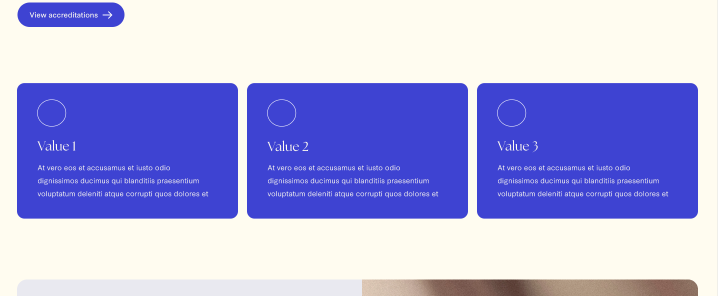 View accreditations
Value 1
At vero eos et accusamus et iusto odio
dignissimos ducimus qui blanditiis praesentium
voluptatum deleniti atque corrupti quos dolores et
Value 2
At vero eos et accusamus et iusto odio
dignissimos ducimus qui blanditiis praesentium
voluptatum deleniti atque corrupti quos dolores et
Value 3
At vero eos et accusamus et iusto odio
dignissimos ducimus qui blanditiis praesentium
voluptatum deleniti atque corrupti quos dolores et